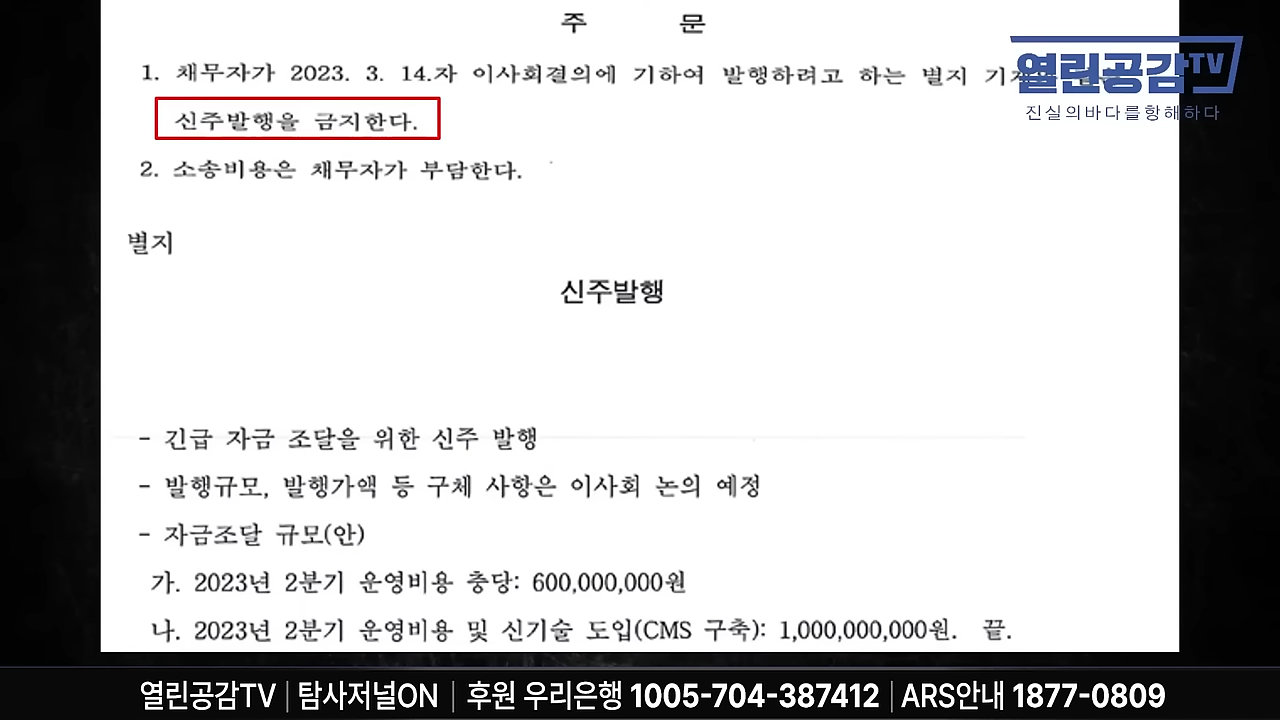 주 문
열린공감TV
진실의바다를항해하다
1. 채무자가 2023. 3. 14.자 이사회결의에 기하여 발행하려고 하는 별지
신주발행을 금지한다.
2. 소송비용은 채무자가 부담한다.
별지
신주발행
- 긴급 자금 조달을 위한 신주 발행
- 발행규모, 발행가액 등 구체 사항은 이사회 논의 예정
- 자금조달 규모(안)
가. 2023년 2분기 운영비용 충당: 600,000,000원
나. 2023년 2분기 운영비용 및 신기술 도입(CMS 구축): 1,000,000,000원. 끝.
열린공감TV | 탐사저널ON | 후원 우리은행 1005-704-387412 | ARS안내 1877-0809